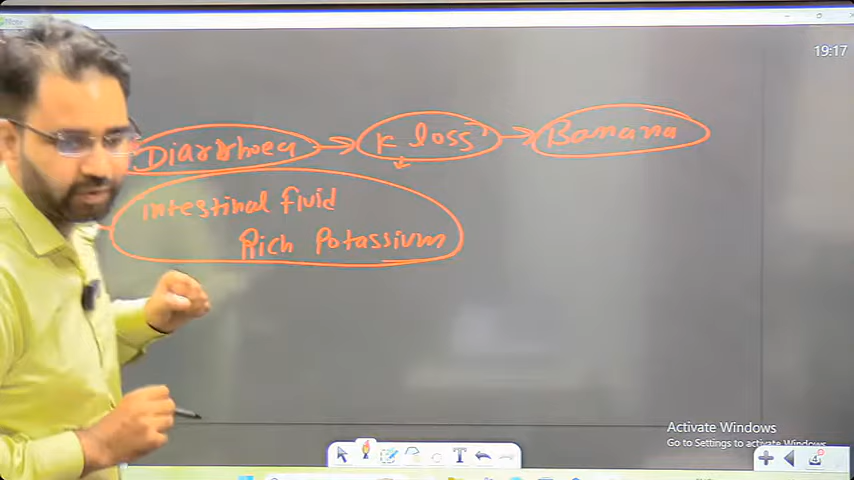 19:17
Diarrhoea → K loss → Banana
Intestinal fluid
Rich Potassium
Activate Windows
Go to Settings to activate Windows.
T